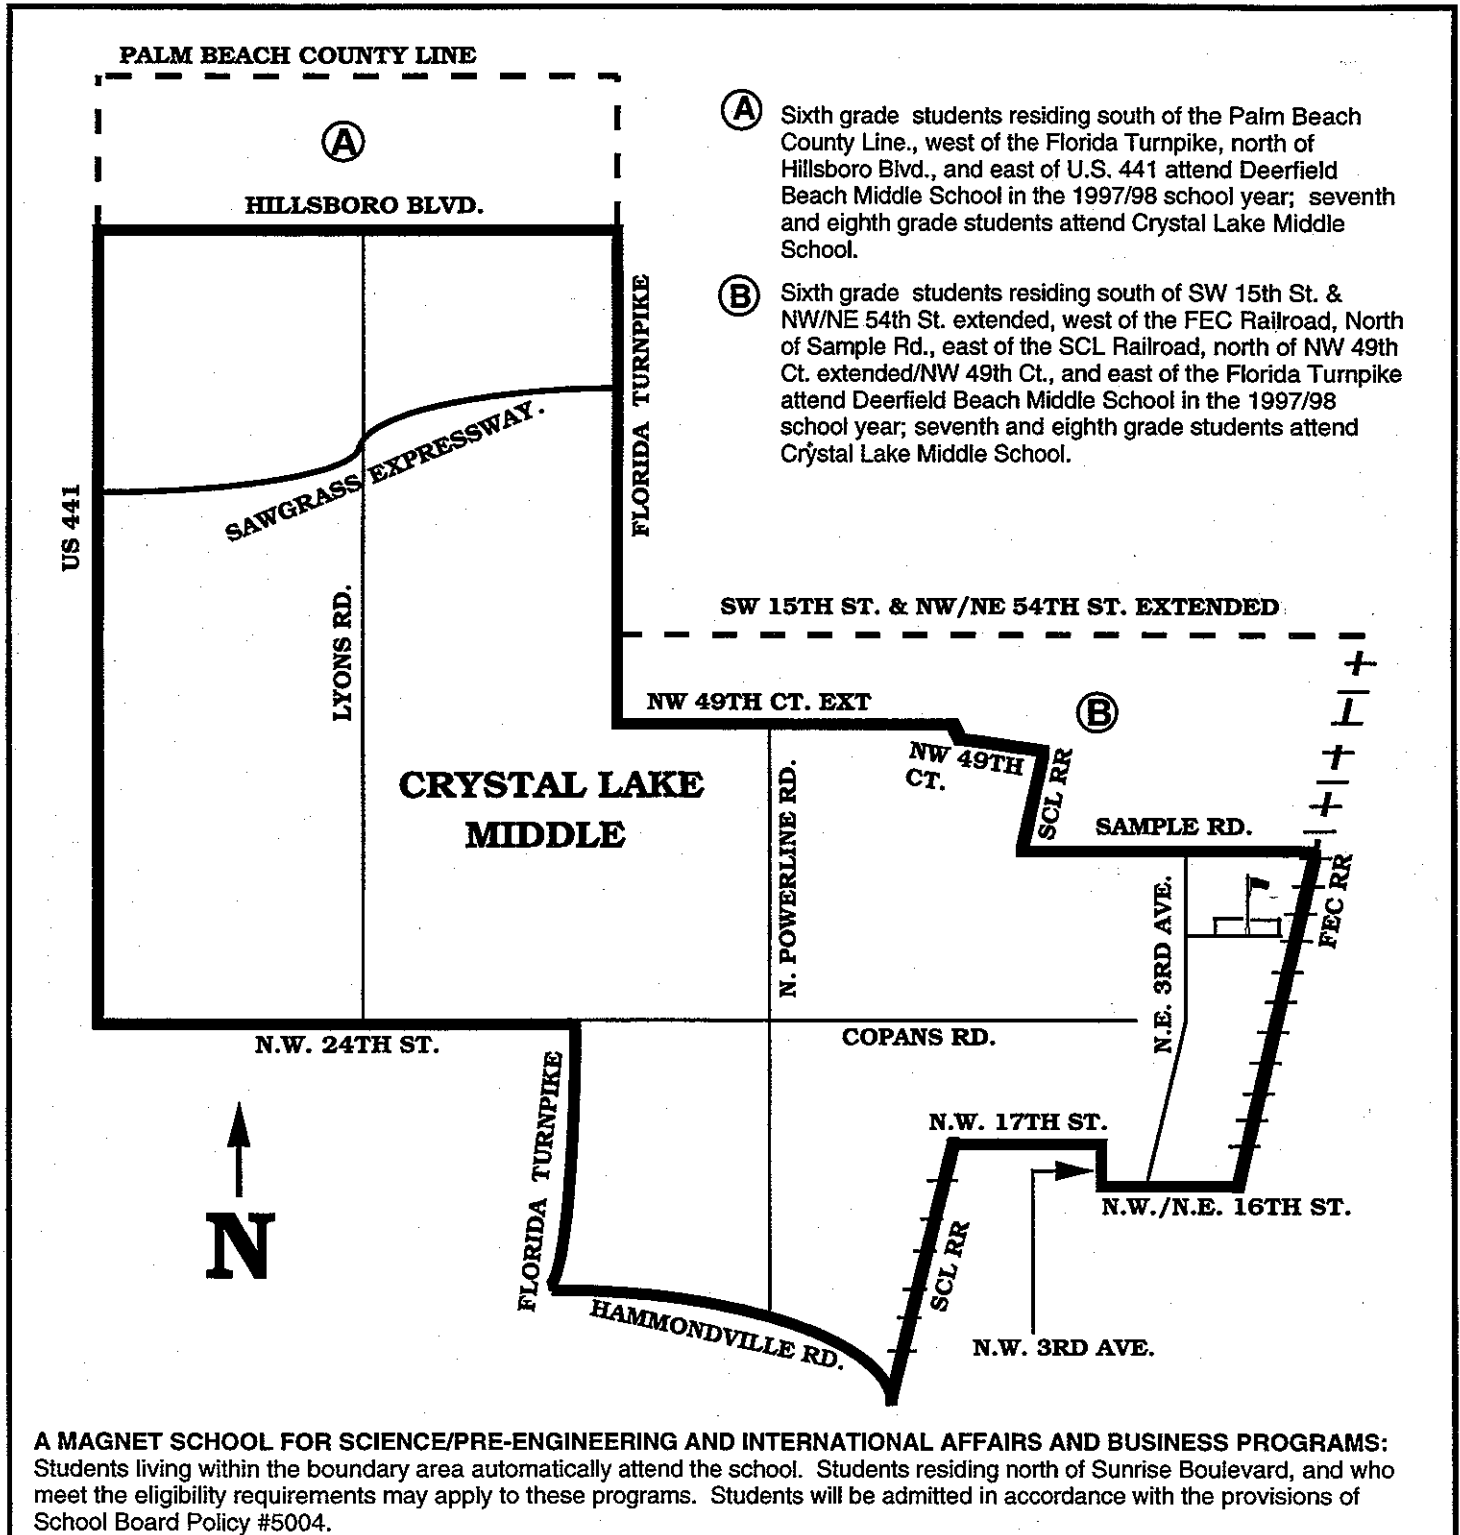 PALM BEACH COUNTY LINE
A
HILLSBORO BLVD.
A Sixth grade students residing south of the Palm Beach
County Line., west of the Florida Turnpike, north of
Hillsboro Blvd., and east of U.S. 441 attend Deerfield
Beach Middle School in the 1997/98 school year; seventh
and eighth grade students attend Crystal Lake Middle
School.
B Sixth grade students residing south of SW 15th St. &
NW/NE 54th St. extended, west of the FEC Railroad, North
of Sample Rd., east of the SCL Railroad, north of NW 49th
Ct. extended/NW 49th Ct., and east of the Florida Turnpike
attend Deerfield Beach Middle School in the 1997/98
school year; seventh and eighth grade students attend
Crystal Lake Middle School.
FLORIDA TURNPIKE
SAWGRASS EXPRESSWAY.
US 441
LYONS RD.
SW 15TH ST. & NW/NE 54TH ST. EXTENDED
NW 49TH CT. EXT
B
NW 49TH
CT.
SCL RR
CRYSTAL LAKE
MIDDLE
N. POWERLINE RD.
SAMPLE RD.
FEC RR
N.E. 3RD AVE.
N.W. 24TH ST.
COPANS RD.
FLORIDA TURNPIKE
N.W. 17TH ST.
N.W./N.E. 16TH ST.
N
SCL RR
HAMMONDVILLE RD.
N.W. 3RD AVE.
A MAGNET SCHOOL FOR SCIENCE/PRE-ENGINEERING AND INTERNATIONAL AFFAIRS AND BUSINESS PROGRAMS:
Students living within the boundary area automatically attend the school. Students residing north of Sunrise Boulevard, and who
meet the eligibility requirements may apply to these programs. Students will be admitted in accordance with the provisions of
School Board Policy #5004.